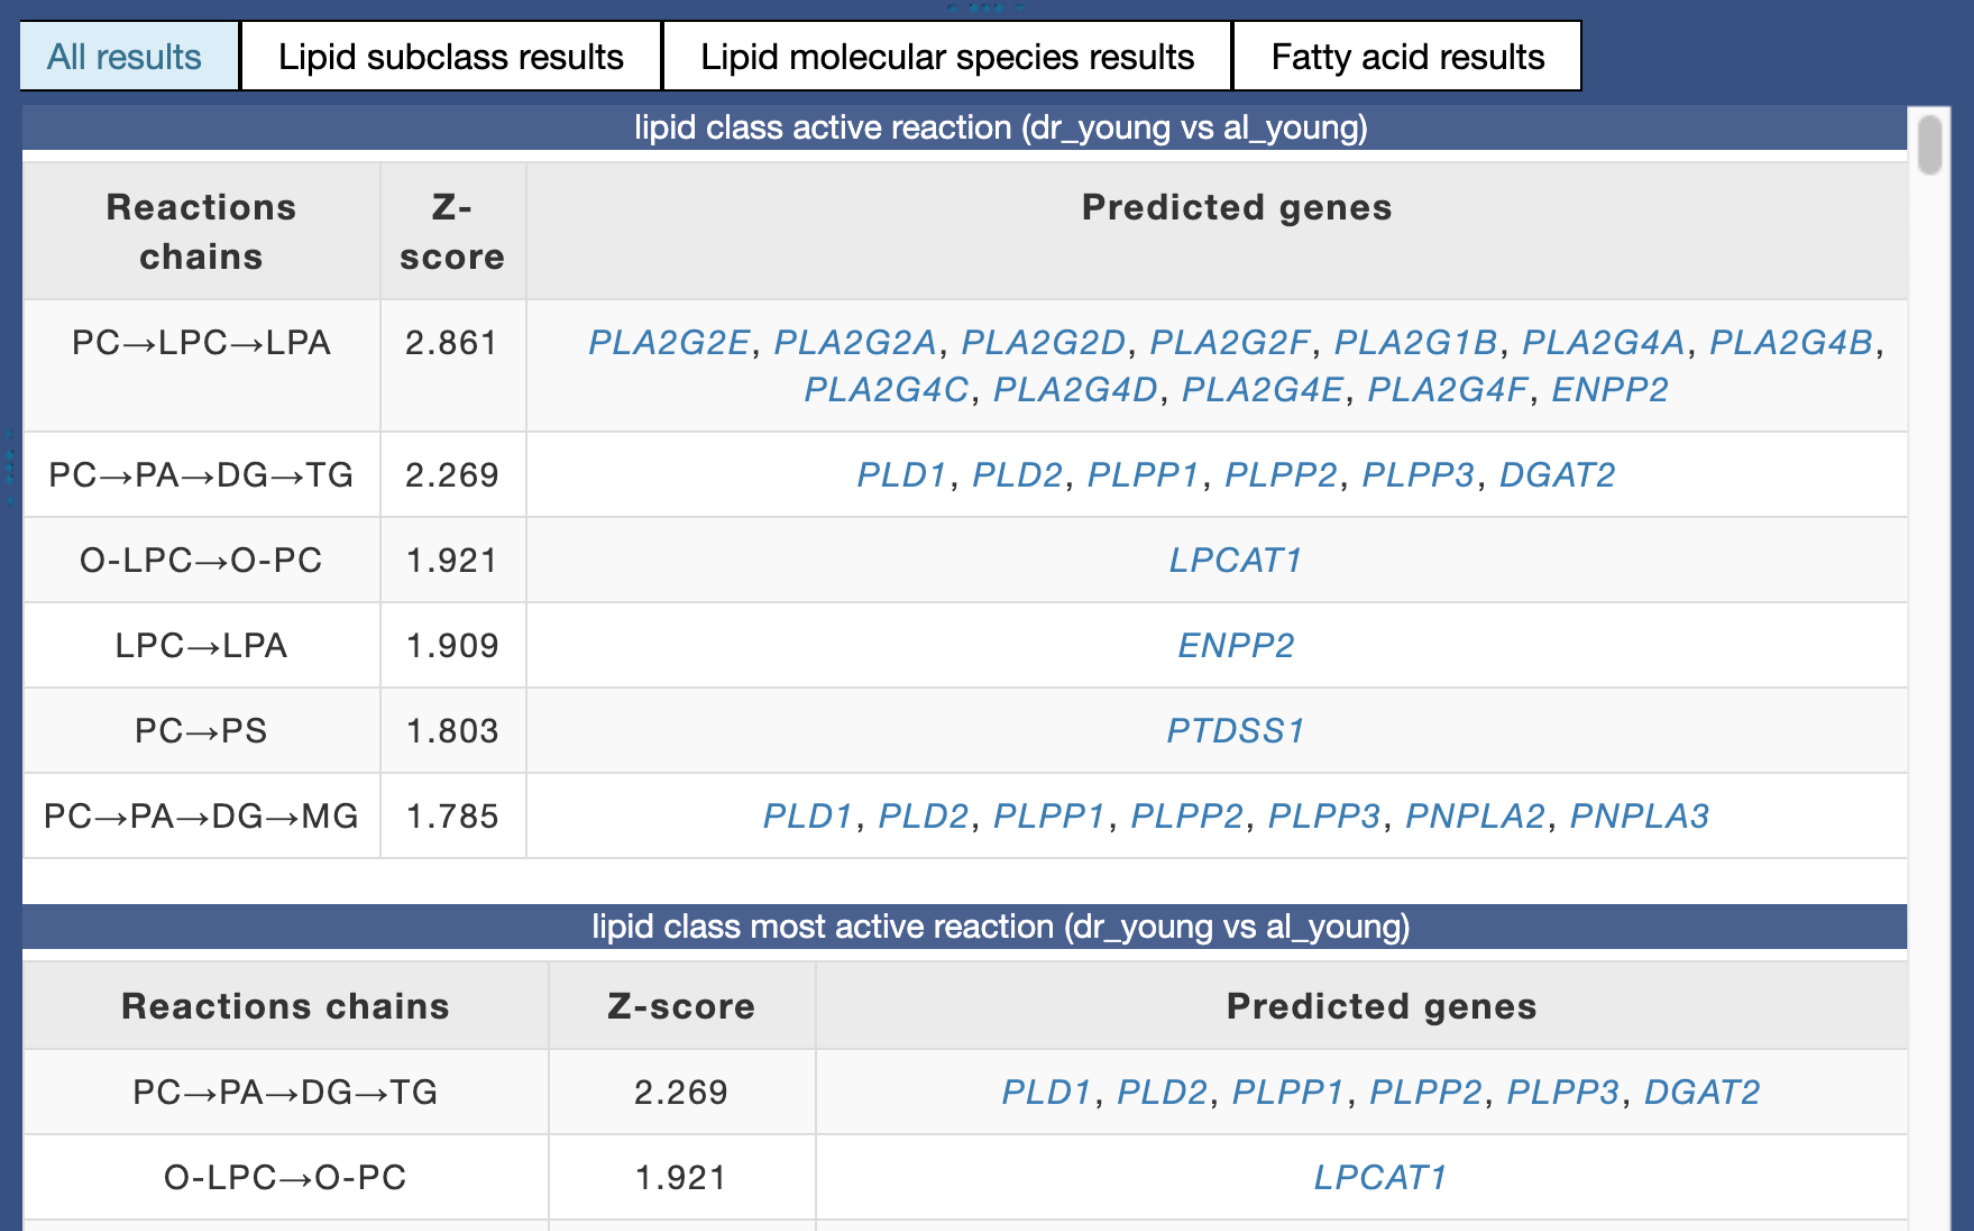 All results
Lipid subclass results
Lipid molecular species results
Fatty acid results
lipid class active reaction (dr_young vs al_young)
Reactions chains
Z-score
Predicted genes
PC→LPC→LPA
2.861
PLA2G2E, PLA2G2A, PLA2G2D, PLA2G2F, PLA2G1B, PLA2G4A, PLA2G4B,
PLA2G4C, PLA2G4D, PLA2G4E, PLA2G4F, ENPP2
PC→PA→DG→TG
2.269
PLD1, PLD2, PLPP1, PLPP2, PLPP3, DGAT2
O-LPC→O-PC
1.921
LPCAT1
LPC→LPA
1.909
ENPP2
PC→PS
1.803
PTDSS1
PC→PA→DG→MG
1.785
PLD1, PLD2, PLPP1, PLPP2, PLPP3, PNPLA2, PNPLA3
lipid class most active reaction (dr_young vs al_young)
Reactions chains
Z-score
Predicted genes
PC→PA→DG→TG
2.269
PLD1, PLD2, PLPP1, PLPP2, PLPP3, DGAT2
O-LPC→O-PC
1.921
LPCAT1